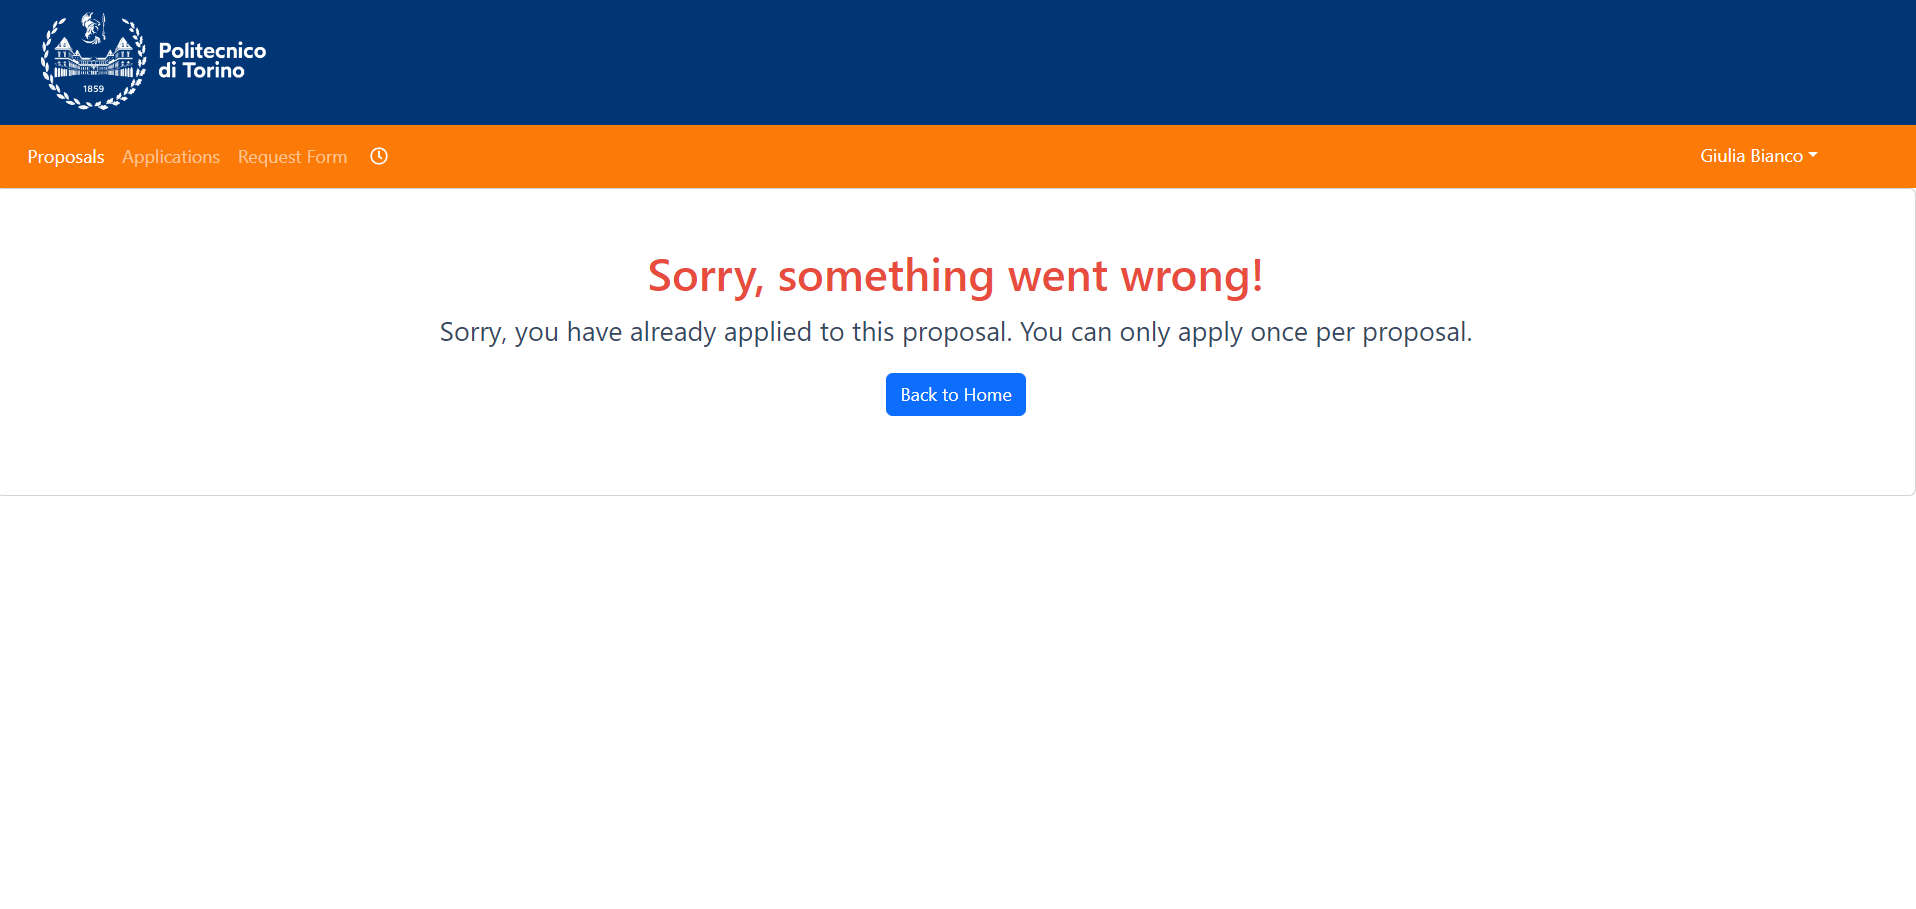 Politecnico
di Torino
1859
Proposals Applications Request Form
Giulia Bianco
Sorry, something went wrong!
Sorry, you have already applied to this proposal. You can only apply once per proposal.
Back to Home